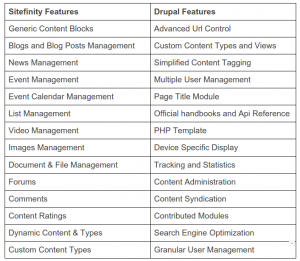 Sitefinity Features Drupal Features
Generic Content Blocks Advanced Url Control
Blogs and Blog Posts Management Custom Content Types and Views
News Management Simplified Content Tagging
Event Management Multiple User Management
Event Calendar Management Page Title Module
List Management Official handbooks and Api Reference
Video Management PHP Template
Images Management Device Specific Display
Document & File Management Tracking and Statistics
Forums Content Administration
Comments Content Syndication
Content Ratings Contributed Modules
Dynamic Content & Types Search Engine Optimization
Custom Content Types Granular User Management